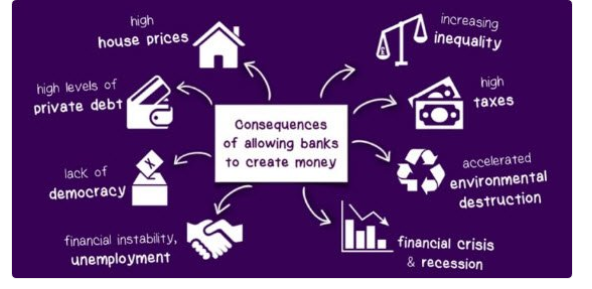 high
house prices
increasing
inequality
high levels of
private debt
high
taxes
Consequences
of allowing banks
to create money
lack of
democracy
accelerated
environmental
destruction
financial instability,
unemployment
financial crisis
& recession